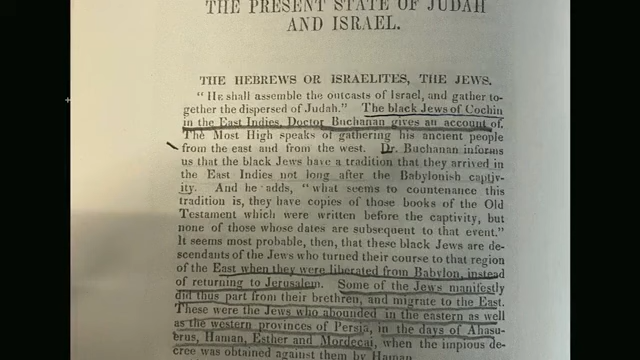 THE PRESENT STATE OF JUDAH
AND ISRAEL.
THE HEBREWS OR ISRAELITES, THE JEWS.
"HE shall assemble the outcasts of Israel, and gather to-
gether the dispersed of Judah." The black Jews of Cochin
in the East Indies, Doctor Buchanan gives an account of.
The Most High speaks of gathering his ancient people
from the east and from the west. Dr. Buchanan informs
us that the black Jews have a tradition that they arrived in
the East Indies not long after the Babylonish captiv-
ity. And he adds, "what seems to countenance this
tradition is, they have copies of those books of the Old
Testament which were written before the captivity, but
none of those whose dates are subsequent to that event."
It seems most probable, then, that these black Jews are de-
scendants of the Jews who turned their course to that region
of the East when they were liberated from Babylon, instead
of returning to Jerusalem. Some of the Jews manifestly
did thus part from their brethren, and migrate to the East.
These were the Jews who abounded in the eastern as well
as the western provinces of Persia, in the days of Ahasu-
erus, Haman, Esther and Mordecai, when the impious de-
cree was obtained against them by Haman